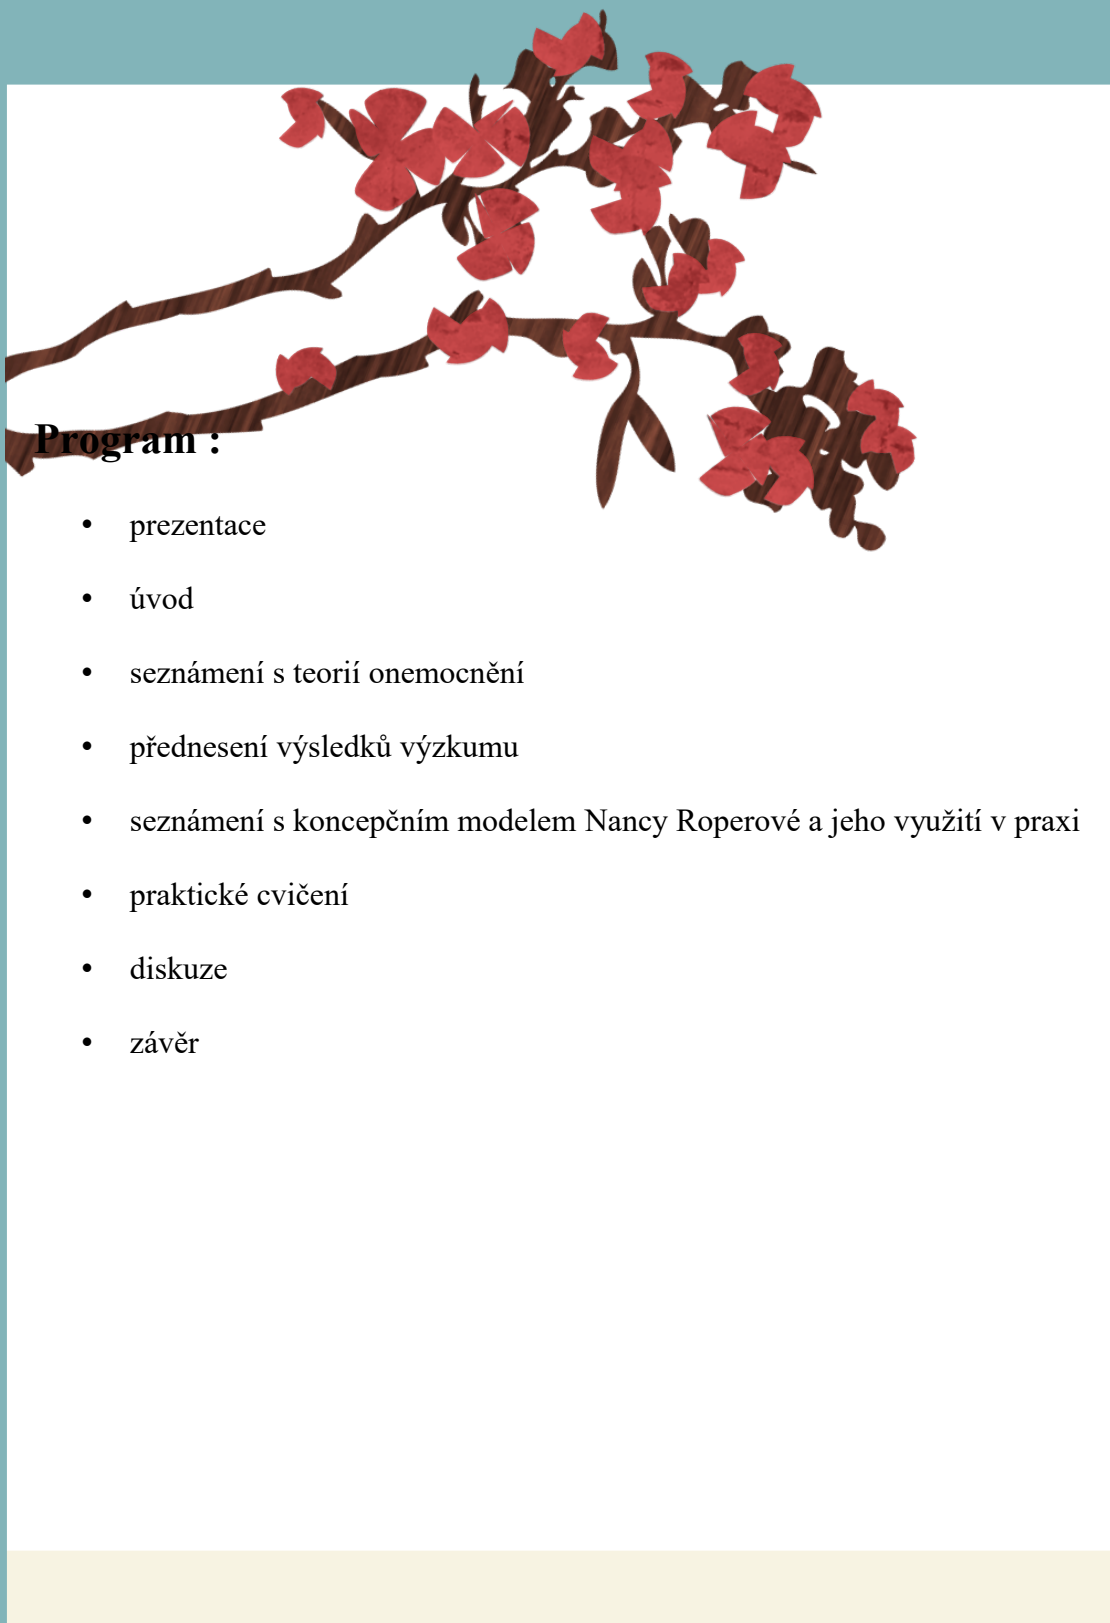 Program :
• prezentace
• úvod
• seznámení s teorií onemocnění
• přednesení výsledků výzkumu
• seznámení s koncepčním modelem Nancy Roperové a jeho využití v praxi
• praktické cvičení
• diskuze
• závěr